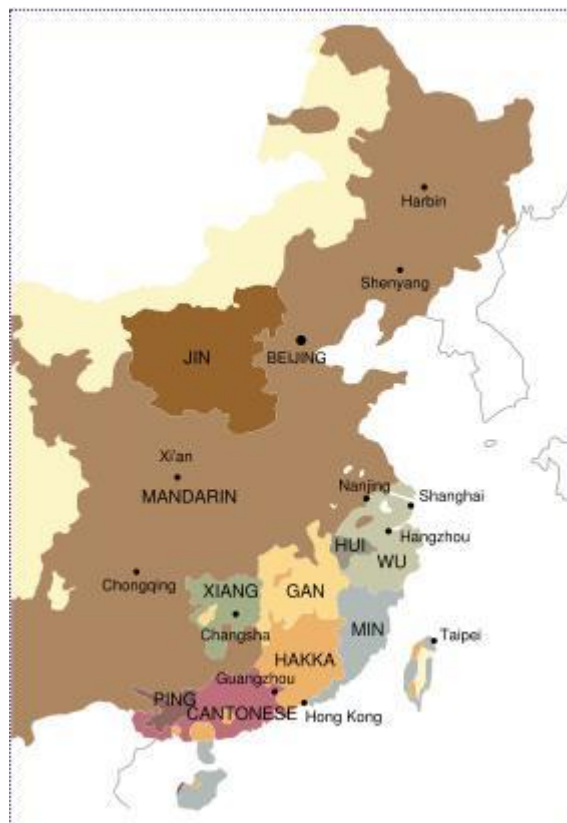 Harbin
Shenyang
JIN
BEIJING
Xi'an
MANDARIN
Nanjing
Shanghai
Hangzhou
HUI
WU
Chongqing
XIANG
GAN
Changsha
MIN
Taipei
HAKKA
Guangzhou
PING
CANTONESE
Hong Kong